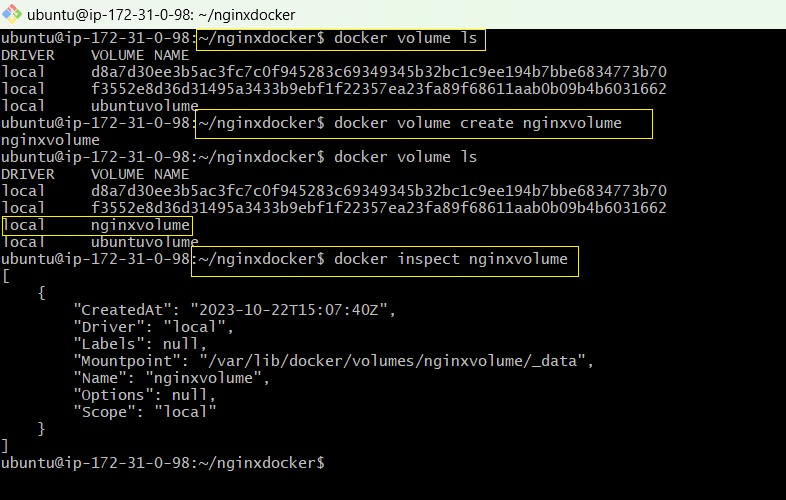 ubuntu@ip-172-31-0-98: ~/nginxdocker
ubuntu@ip-172-31-0-98:~/nginxdocker$ docker volume ls
DRIVER    VOLUME NAME
local     d8a7d30ee3b5ac3fc7c0f945283c69349345b32bc1c9ee194b7bbe6834773b70
local     f3552e8d36d31495a3433b9ebf1f22357ea23fa89f68611aab0b09b4b6031662
local     ubuntuvolume
ubuntu@ip-172-31-0-98:~/nginxdocker$ docker volume create nginxvolume
nginxvolume
ubuntu@ip-172-31-0-98:~/nginxdocker$ docker volume ls
DRIVER    VOLUME NAME
local     d8a7d30ee3b5ac3fc7c0f945283c69349345b32bc1c9ee194b7bbe6834773b70
local     f3552e8d36d31495a3433b9ebf1f22357ea23fa89f68611aab0b09b4b6031662
local     nginxvolume
local     ubuntuvolume
ubuntu@ip-172-31-0-98:~/nginxdocker$ docker inspect nginxvolume
[
    {
        "CreatedAt": "2023-10-22T15:07:40Z",
        "Driver": "local",
        "Labels": null,
        "Mountpoint": "/var/lib/docker/volumes/nginxvolume/_data",
        "Name": "nginxvolume",
        "Options": null,
        "Scope": "local"
    }
]
ubuntu@ip-172-31-0-98:~/nginxdocker$